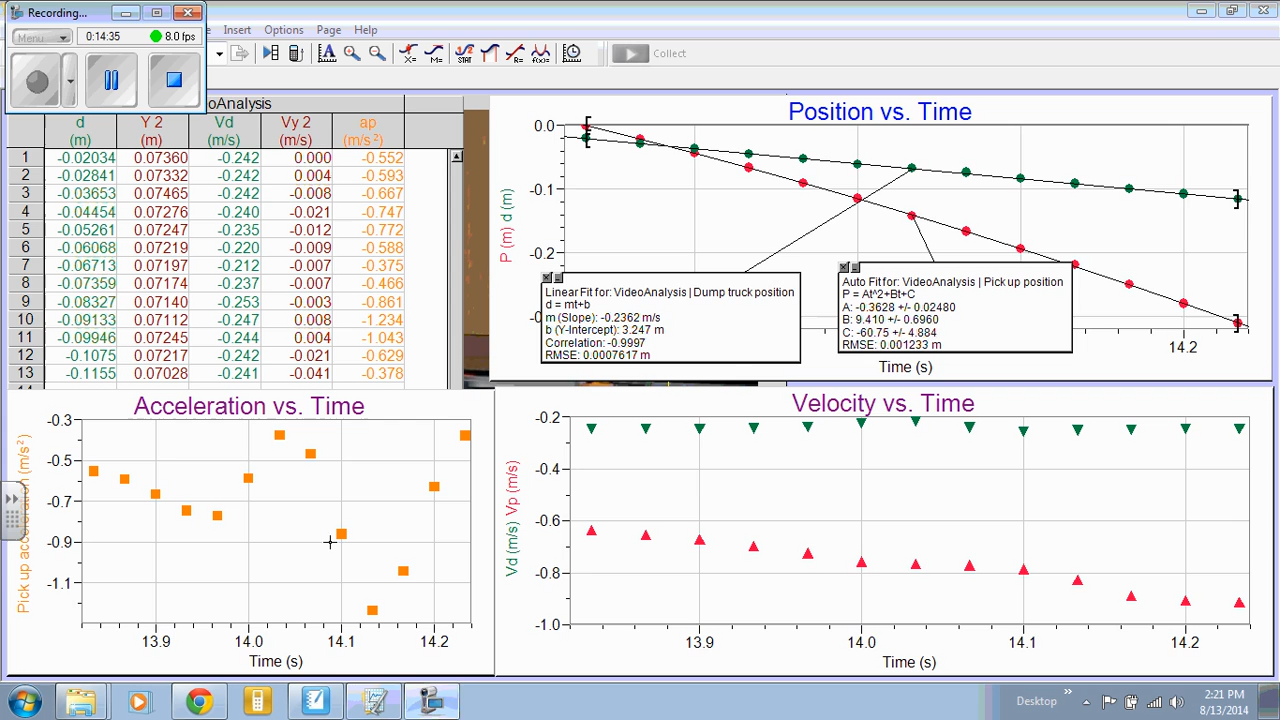 Recording...
Menu
0:14:35
8.0 fps
Insert Options Page Help
Collect
oAnalysis
d Y 2 Vd Vy 2 ap
(m) (m) (m/s) (m/s) (m/s²)
1 -0.02034 0.07360 -0.242 0.000 -0.552
2 -0.02841 0.07332 -0.242 0.004 -0.593
3 -0.03653 0.07465 -0.242 -0.008 -0.667
4 -0.04454 0.07276 -0.240 -0.021 -0.747
5 -0.05261 0.07247 -0.235 -0.012 -0.772
6 -0.06068 0.07219 -0.220 -0.009 -0.588
7 -0.06713 0.07197 -0.212 -0.007 -0.375
8 -0.07359 0.07174 -0.237 -0.007 -0.466
9 -0.08327 0.07140 -0.253 -0.003 -0.861
10 -0.09133 0.07112 -0.247 0.008 -1.234
11 -0.09946 0.07245 -0.244 0.004 -1.043
12 -0.1075 0.07217 -0.242 -0.021 -0.629
13 -0.1155 0.07028 -0.242 -0.041 -0.378
Position vs. Time
P (m) d (m)
0.0
-0.1
-0.2
Linear Fit for: VideoAnalysis | Dump truck position
d = mt+b
m (Slope): -0.2362 m/s
b (Y-Intercept): 3.247 m
Correlation: -0.9997
RMSE: 0.0007617 m
Auto Fit for: VideoAnalysis | Pick up position
P = At^2+Bt+C
A: -0.3628 +/- 0.02480
B: 9.410 +/- 0.6960
C: -60.75 +/- 4.884
RMSE: 0.001233 m
14.2
Time (s)
Acceleration vs. Time
Pick up acceleration (m/s²)
-0.3
-0.5
-0.7
-0.9
-1.1
13.9 14.0 14.1 14.2
Time (s)
Velocity vs. Time
Vd (m/s) Vp (m/s)
-0.2
-0.4
-0.6
-0.8
-1.0
13.9 14.0 14.1 14.2
Time (s)
Desktop
2:21 PM
8/13/2014